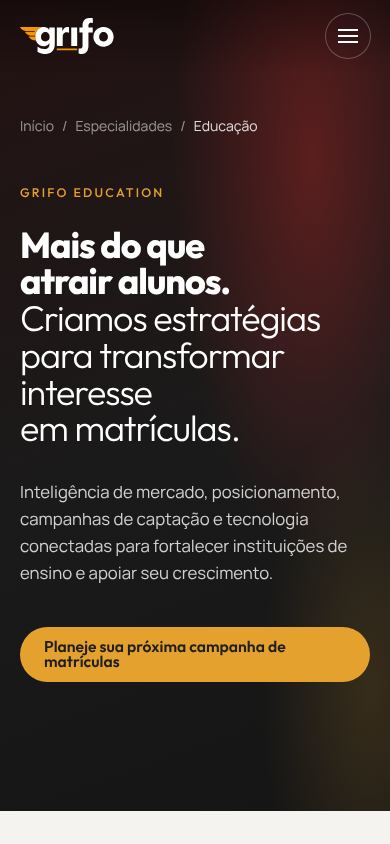 grifo
Início / Especialidades / Educação
GRIFO EDUCATION
Mais do que
atrair alunos.
Criamos estratégias
para transformar
interesse
em matrículas.
Inteligência de mercado, posicionamento,
campanhas de captação e tecnologia
conectadas para fortalecer instituições de
ensino e apoiar seu crescimento.
Planeje sua próxima campanha de
matrículas